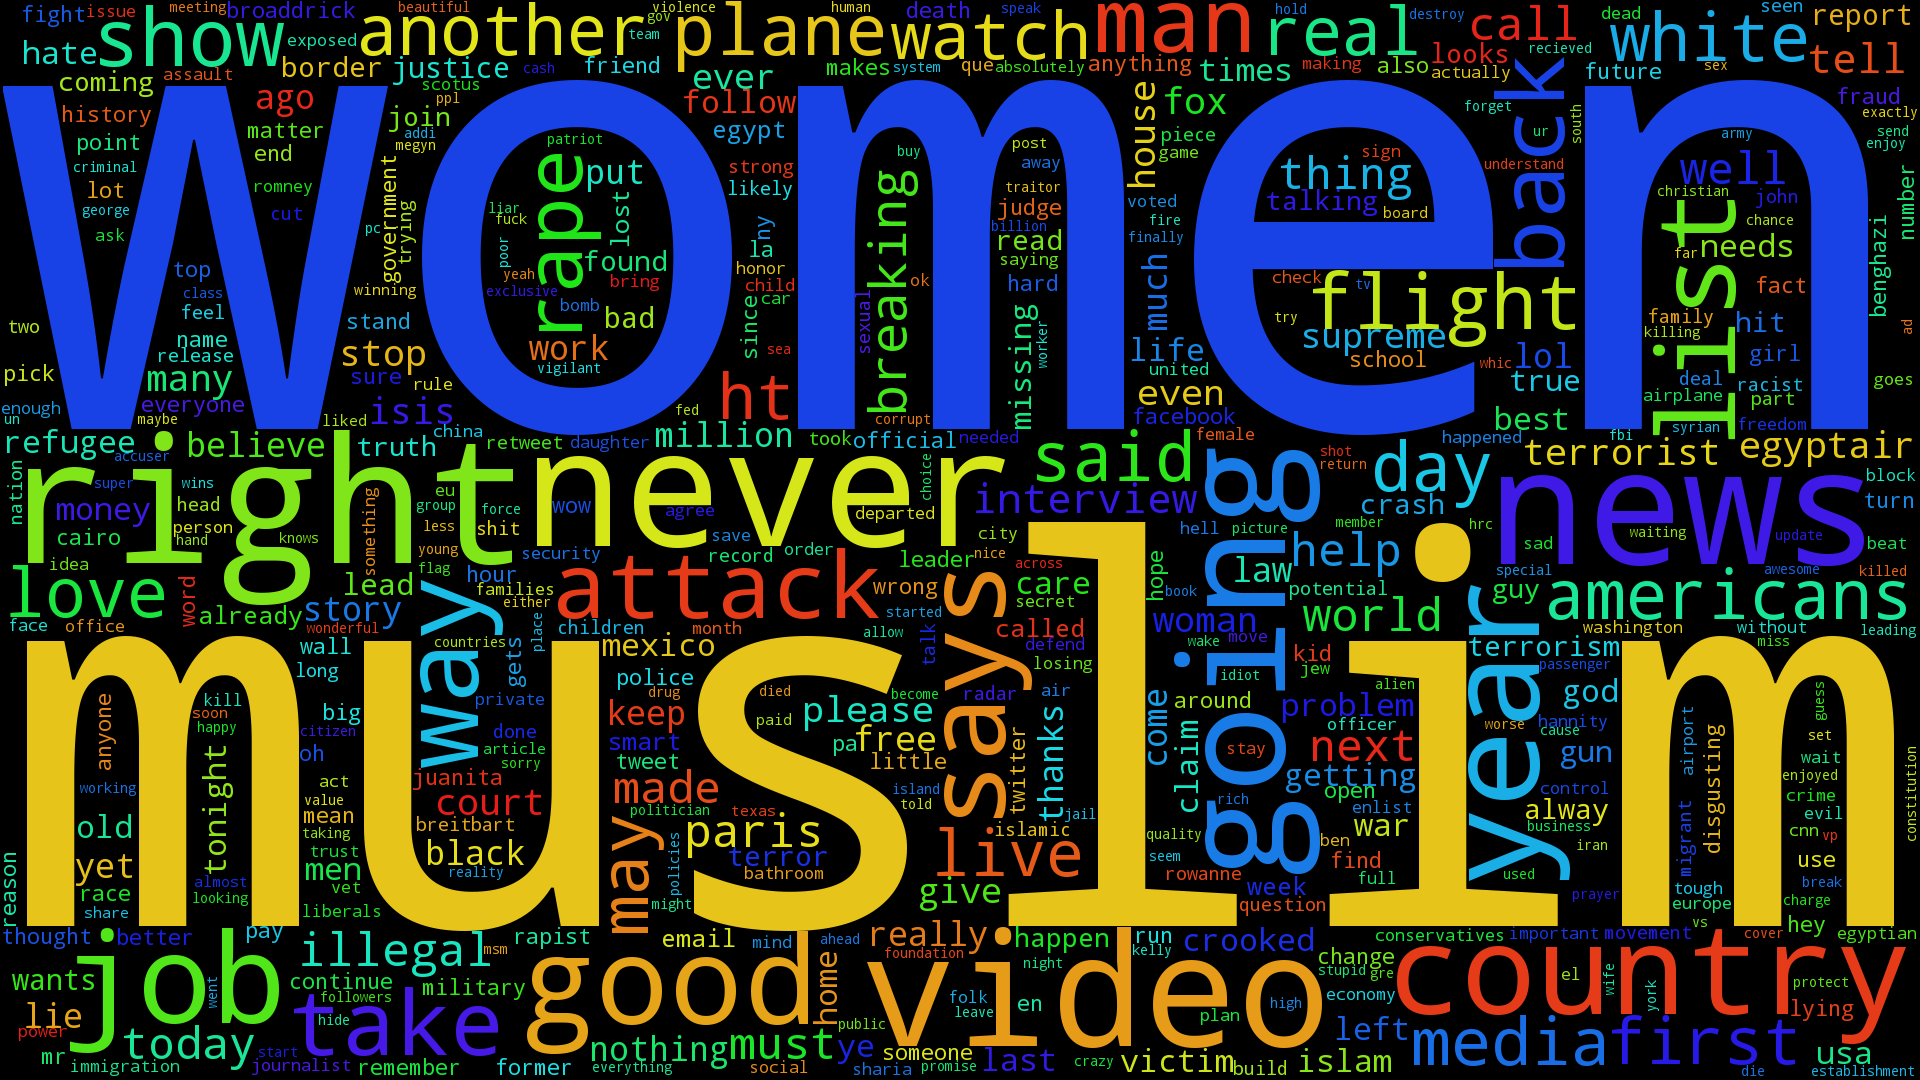 fight issue meeting broaddrick beautiful death violence gov human speak hold destroy dead seen report
hate show exposed another team plane watch man real call white tell
coming assault border justice cash friend ever makes system que absolutely anything times making also looks actually recieved sex future
history ago scotus ppl join follow fox house back forget fraud exactly
point matter addi megyn patriot egypt strong piece game ur south army send enjoy
criminal end government rape put buy post away sign thing understand well christian john number
lot romney liar fuck likely breaking traitor judge voted talking board list chance benghazi
george cut pc trying lost ny billion fire finally
ask women poor found la read saying much far needs
top class feel winning yeah exclusive bomb bring honor child car since sexual ok hard check tv flight fact
two name release stand vigilant work bad sea missing worker life try supreme school family killing hit ad
pick many stop sure rule ht united even whic lol true deal girl racist airplane part goes
enough un everyone maybe liked isis fed million corrupt facebook best syrian freedom
refugee believe accuser truth china retweet daughter took official needed female happened fbi terrorist egyptair
nation right super wins eu group less force never choice said shot return day block
money head person hand knows something shit wow agree departed interview crash news turn
cairo young security save record order city hell picture member hrc sad waiting update beat
idea love word already lead flag hour families either attack leader wrong nice across hope law help special awesome killed
face office wonderful story way countries place children month started allow care secret book potential guy americans
wall long gets mexico talk says called defend losing woman wake move going world washington without miss leading
kill soon happy big citizen private police drug died become radar air idiot kid jew alien terrorism passenger
anyone oh done article sorry keep paid please around problem officer year god hannity guess set
muslim tonight working act value juanita smart tweet pa free little twitter thanks come claim stay next worse cause gun airport disgusting wait
old mean taking court made politician texas island told jail rich getting open enlist control migrant enjoyed crime evil constitution
yet trust breitbart black may paris islamic quality ben war alway business iran cnn vp
race vet men reality policies terror bathroom live seem rowanne find full used use
reason share almost looking liberals might give week question prayer tough europe vs break charge hey
thought better pay illegal msm rapist email mind ahead really foundation happen run kelly crooked conservatives important movement cover egyptian
wants job went continue followers military good home video night change stupid gre country el wife york protect
lie power hide take public folk leave en plan high economy left lying
mr today start journalist remember former nothing everything must social ye sharia someone promise last crazy victim build islam media first die usa establishment
immigration